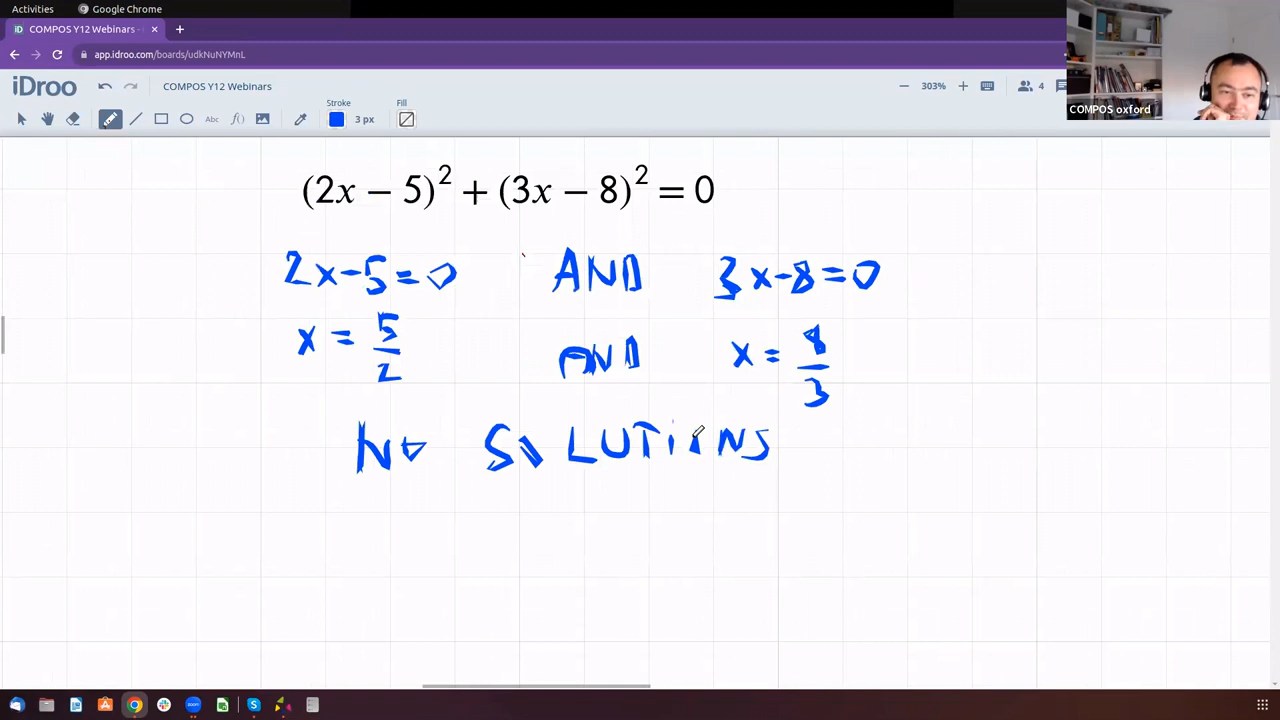 Activities
Google Chrome
COMPOS Y12 Webinars -
app.idroo.com/boards/udkNuNYMnL
iDroo
COMPOS Y12 Webinars
303%
4
Stroke
Fill
Abc
f()
3 px
COMPOS oxford
(2x − 5)² + (3x − 8)² = 0
2x-5=0 AND 3x-8=0
x = 5/2 AND x = 8/3
NO SOLUTIONS